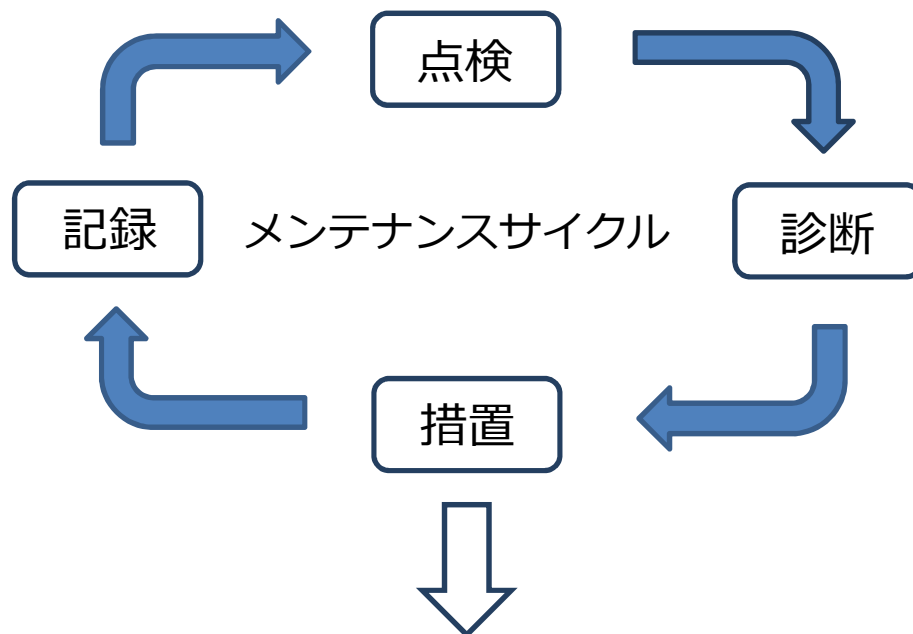 点検
記録
メンテナンスサイクル
診断
措置